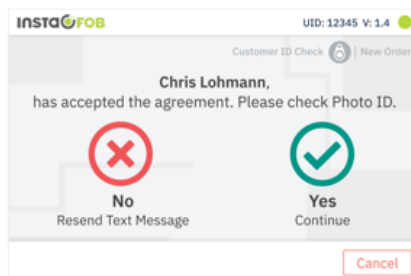 INSTAFOB
UID: 12345 V: 1.4
Customer ID Check | New Order
Chris Lohmann,
has accepted the agreement. Please check Photo ID.
No
Resend Text Message
Yes
Continue
Cancel